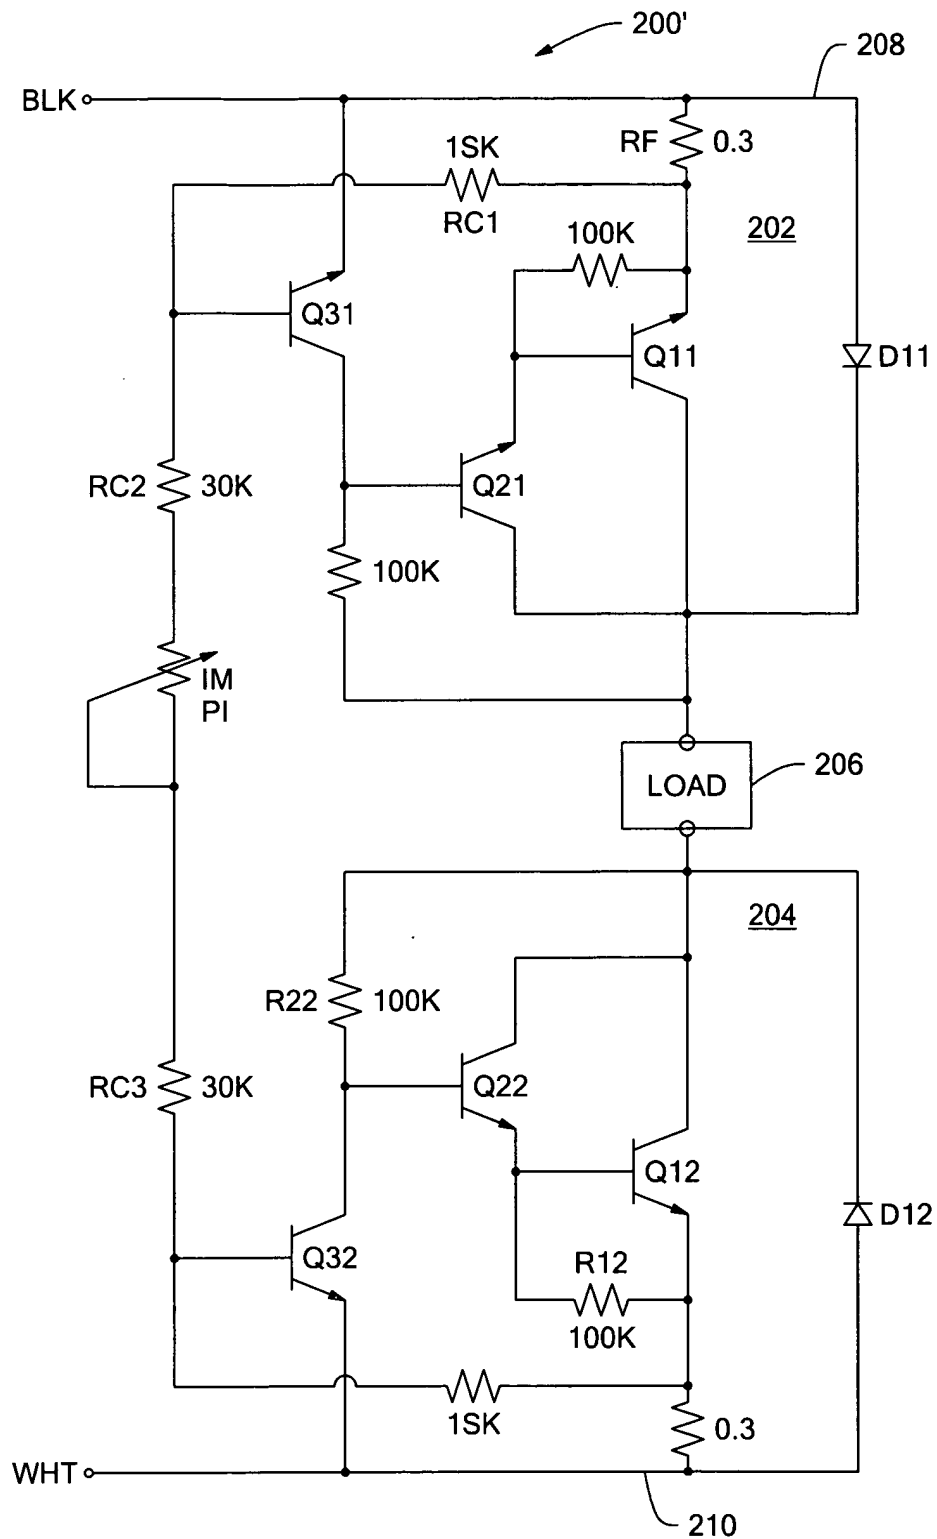 200'
208
BLK
RF 0.3
1SK
RC1
202
100K
Q31
Q11
D11
RC2 30K
Q21
100K
IM
PI
206
LOAD
204
R22 100K
RC3 30K
Q22
Q12
D12
Q32
R12
100K
1SK
0.3
WHT
210